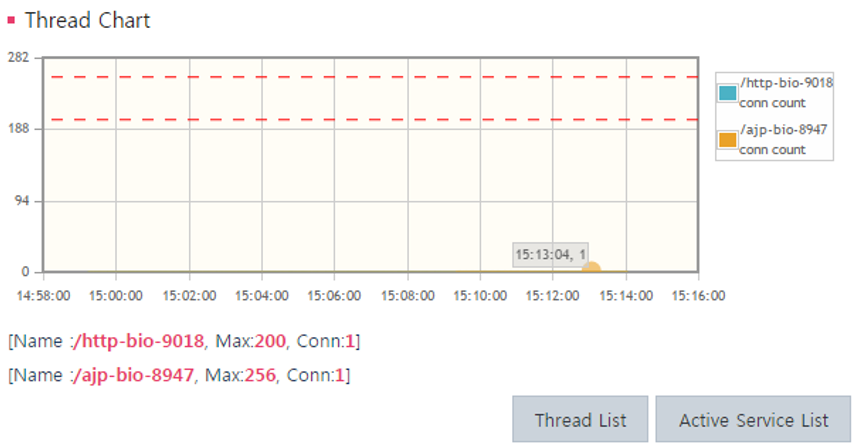 Thread Chart
282
188
94
0
15:13:04, 1
14:58:00 15:00:00 15:02:00 15:04:00 15:06:00 15:08:00 15:10:00 15:12:00 15:14:00 15:16:00
/http-bio-9018
conn count
/ajp-bio-8947
conn count
[Name :/http-bio-9018, Max:200, Conn:1]
[Name :/ajp-bio-8947, Max:256, Conn:1]
Thread List Active Service List